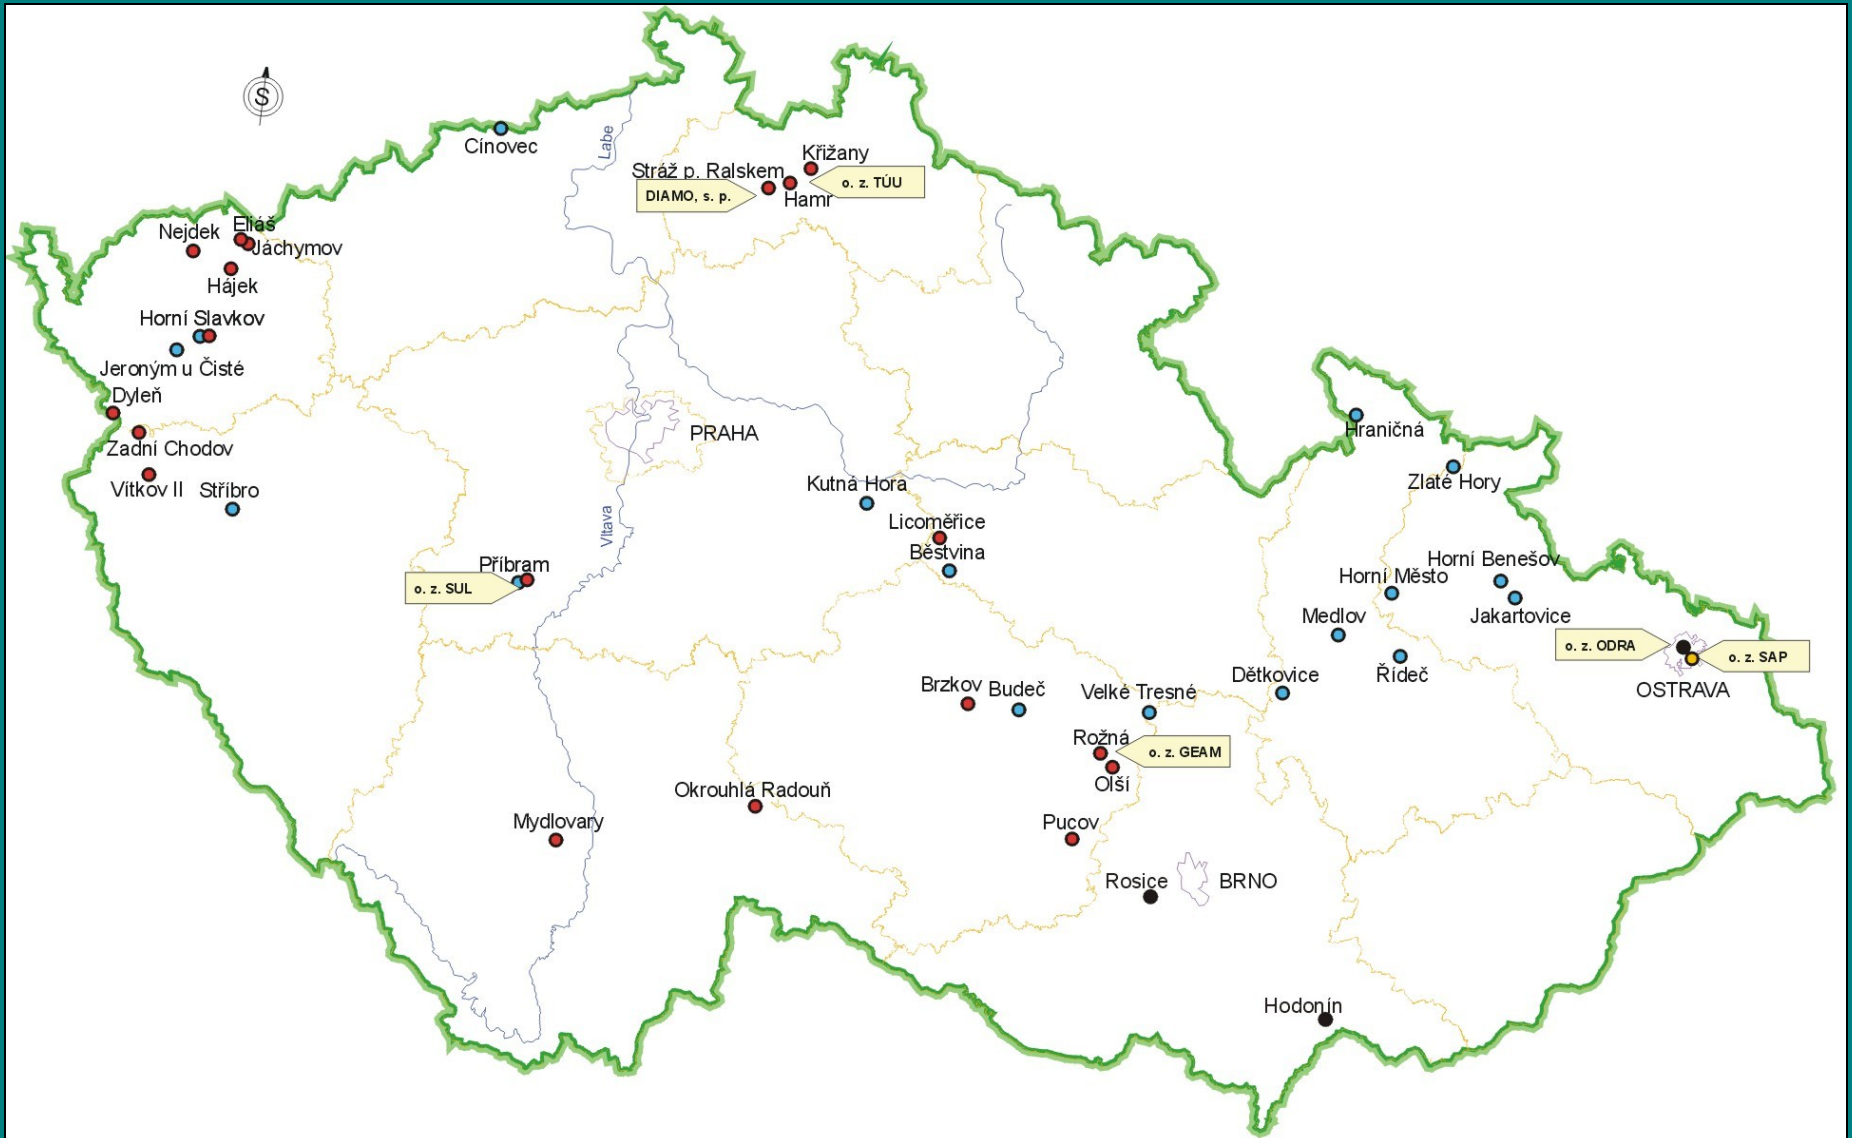 S
Cínovec
Labe
Křižany
Stráž p. Ralskem
o. z. TÚU
DIAMO, s. p.
Hamr
Eliáš
Nejdek
Jáchymov
Hájek
Horní Slavkov
Jeroným u Čisté
Dyleň
Zadní Chodov
Vítkov II
Stříbro
PRAHA
Hraničná
Zlaté Hory
Kutná Hora
Vltava
Licoměřice
Běstvina
Příbram
o. z. SUL
Horní Benešov
Horní Město
Jakartovice
Medlov
o. z. ODRA
o. z. SAP
Řídeč
Dětkovice
OSTRAVA
Brzkov
Budeč
Velké Tresné
Rožná
o. z. GEAM
Olší
Okrouhlá Radouň
Mydlovary
Pucov
Rosice
BRNO
Hodonín